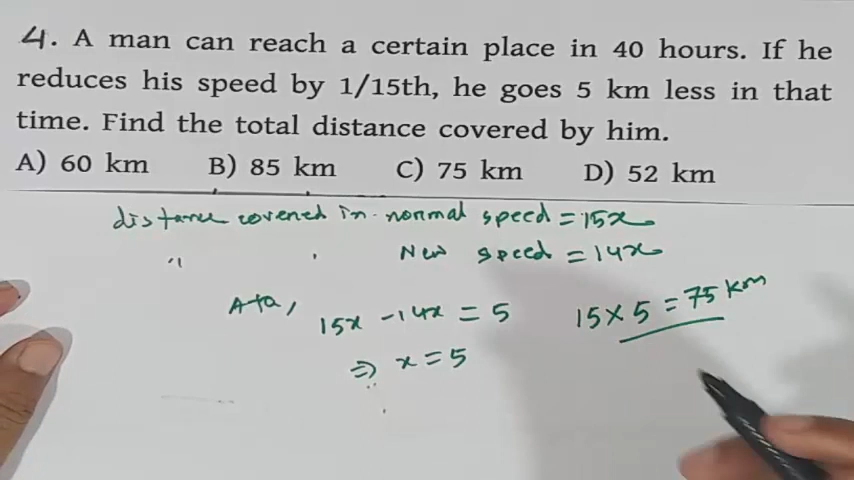 4. A man can reach a certain place in 40 hours. If he
reduces his speed by 1/15th, he goes 5 km less in that
time. Find the total distance covered by him.
A) 60 km B) 85 km C) 75 km D) 52 km
distance covered in normal speed = 15x
" " New speed = 14x
Ata, 15x - 14x = 5 15 × 5 = 75 km
⇒ x = 5